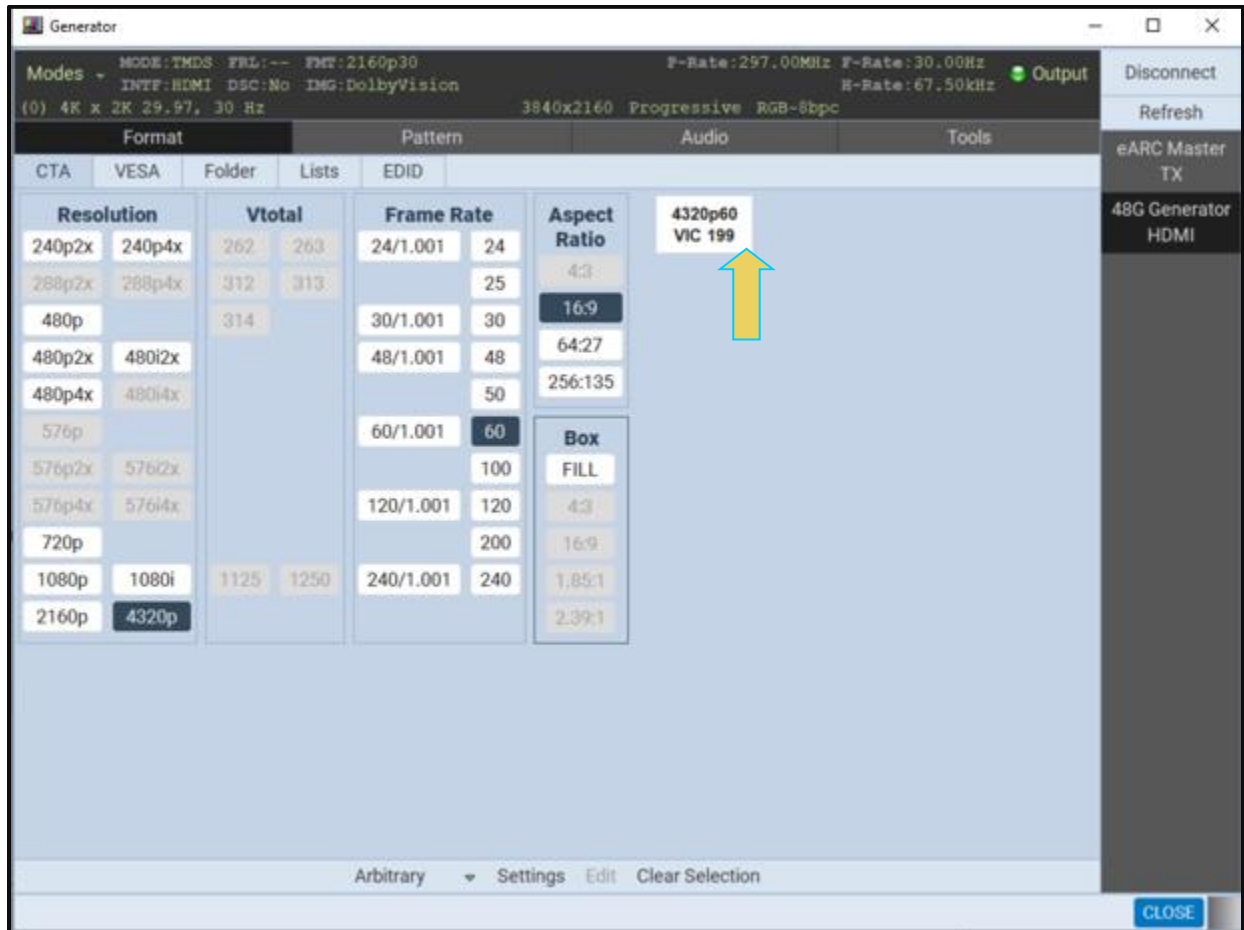 Generator
Modes MODE:TMDS FRL:-- FMT:2160p30 P-Rate:297.00MHz F-Rate:30.00Hz Output
INTF:HDMI DSC:No IMG:DolbyVision H-Rate:67.50kHz
(0) 4K x 2K 29.97, 30 Hz 3840x2160 Progressive RGB-8bpc
Disconnect
Refresh
eARC Master
TX
48G Generator
HDMI
Format Pattern Audio Tools
CTA VESA Folder Lists EDID
Resolution
240p2x 240p4x
288p2x 288p4x
480p
480p2x 480i2x
480p4x 480i4x
576p
576p2x 576i2x
576p4x 576i4x
720p
1080p 1080i
2160p 4320p
Vtotal
262 263
312 313
314
1125 1250
Frame Rate
24/1.001 24
25
30/1.001 30
48/1.001 48
50
60/1.001 60
100
120/1.001 120
200
240/1.001 240
Aspect
Ratio
4:3
16:9
64:27
256:135
Box
FILL
4:3
16:9
1.85:1
2.39:1
4320p60
VIC 199
Arbitrary Settings Edit Clear Selection
CLOSE